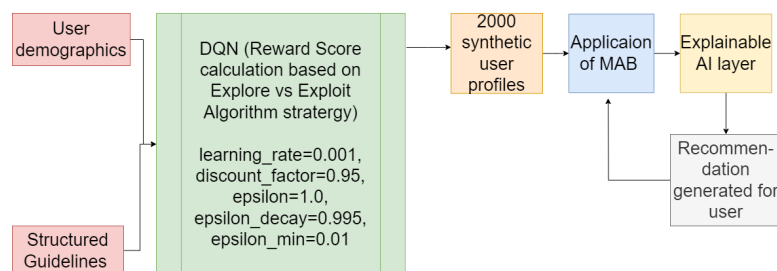 User
demographics
Structured
Guidelines
DQN (Reward Score
calculation based on
Explore vs Exploit
Algorithm stratergy)
learning_rate=0.001,
discount_factor=0.95,
epsilon=1.0,
epsilon_decay=0.995,
epsilon_min=0.01
2000
synthetic
user
profiles
Applicaion
of MAB
Explainable
AI layer
Recommen-
dation
generated for
user